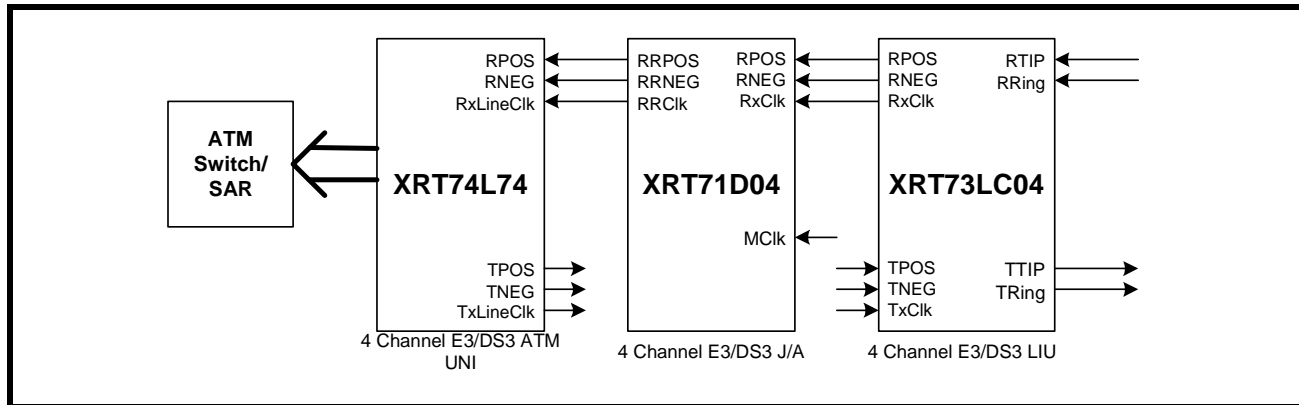 ATM
Switch/
SAR
RPOS
RNEG
RxLineClk
XRT74L74
TPOS
TNEG
TxLineClk
4 Channel E3/DS3 ATM
UNI
RRPOS
RRNEG
RRClk
RPOS
RNEG
RxClk
XRT71D04
MClk
4 Channel E3/DS3 J/A
RPOS
RNEG
RxClk
RTIP
RRing
XRT73LC04
TPOS
TNEG
TxClk
TTIP
TRing
4 Channel E3/DS3 LIU